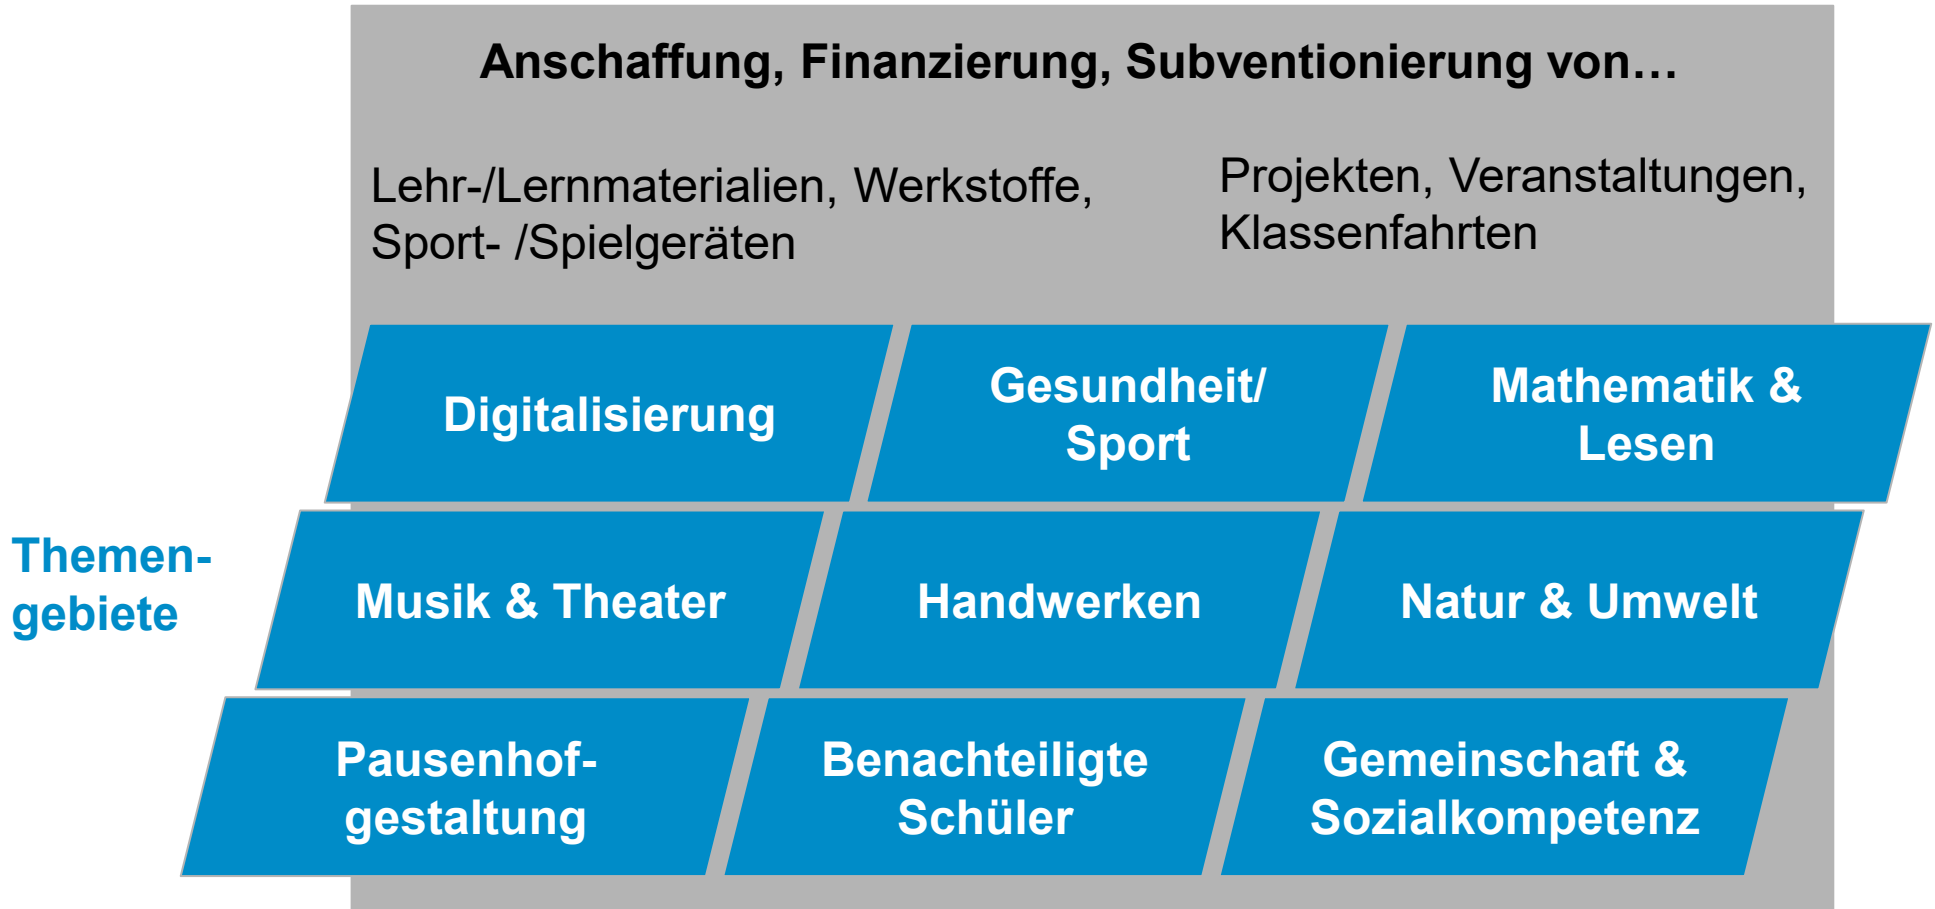 Anschaffung, Finanzierung, Subventionierung von…
Lehr-/Lernmaterialien, Werkstoffe,
Sport- /Spielgeräten
Projekten, Veranstaltungen,
Klassenfahrten
Digitalisierung
Gesundheit/
Sport
Mathematik &
Lesen
Themen-
gebiete
Musik & Theater
Handwerken
Natur & Umwelt
Pausenhof-
gestaltung
Benachteiligte
Schüler
Gemeinschaft &
Sozialkompetenz